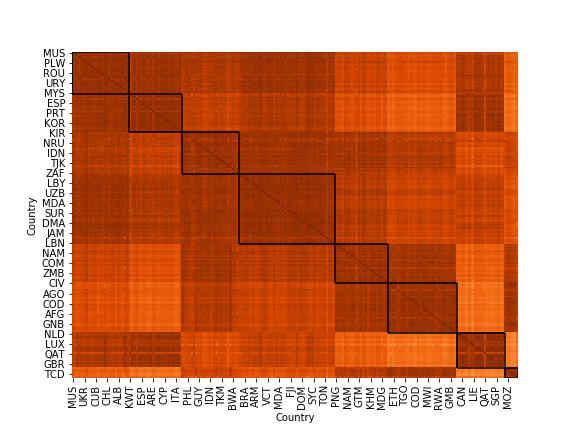 MUS
PLW
ROU
URY
MYS
ESP
PRT
KOR
KIR
NRU
IDN
TJK
ZAF
LBY
UZB
MDA
SUR
DMA
JAM
LBN
NAM
COM
ZMB
CIV
AGO
COD
AFG
GNB
NLD
LUX
QAT
GBR
TCD
Country
MUS
UKR
CUB
CHL
ALB
KWT
ESP
ARE
CYP
ITA
PHL
GUY
IDN
TKM
BWA
BRA
ARM
VCT
MDA
FJI
DOM
SYC
TON
PNG
NAM
GTM
KHM
MDG
ETH
TGO
COD
MWI
RWA
GMB
CAN
LIE
QAT
SGP
MOZ
Country